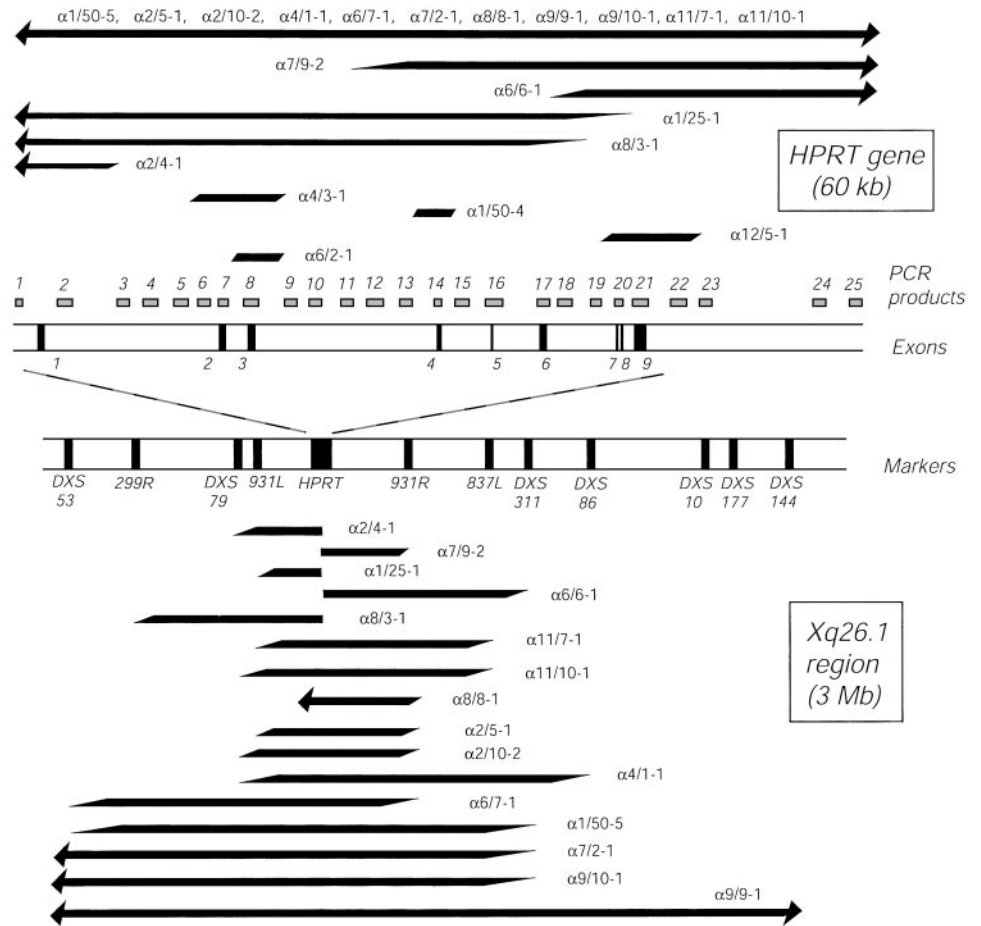 α1/50-5, α2/5-1, α2/10-2, α4/1-1, α6/7-1, α7/2-1, α8/8-1, α9/9-1, α9/10-1, α11/7-1, α11/10-1
α7/9-2
α6/6-1
α1/25-1
α8/3-1
α2/4-1
HPRT gene
(60 kb)
α4/3-1
α1/50-4
α12/5-1
α6/2-1
1 2 3 4 5 6 7 8 9 10 11 12 13 14 15 16 17 18 19 20 21 22 23 24 25
PCR
products
Exons
1 2 3 4 5 6 7 8 9
Markers
DXS 299R DXS 931L HPRT 931R 837L DXS DXS DXS DXS DXS
53 79 311 86 10 177 144
α2/4-1
α7/9-2
α1/25-1
α6/6-1
α8/3-1
α11/7-1
α11/10-1
α8/8-1
α2/5-1
α2/10-2
α4/1-1
α6/7-1
α1/50-5
α7/2-1
α9/10-1
α9/9-1
Xq26.1
region
(3 Mb)